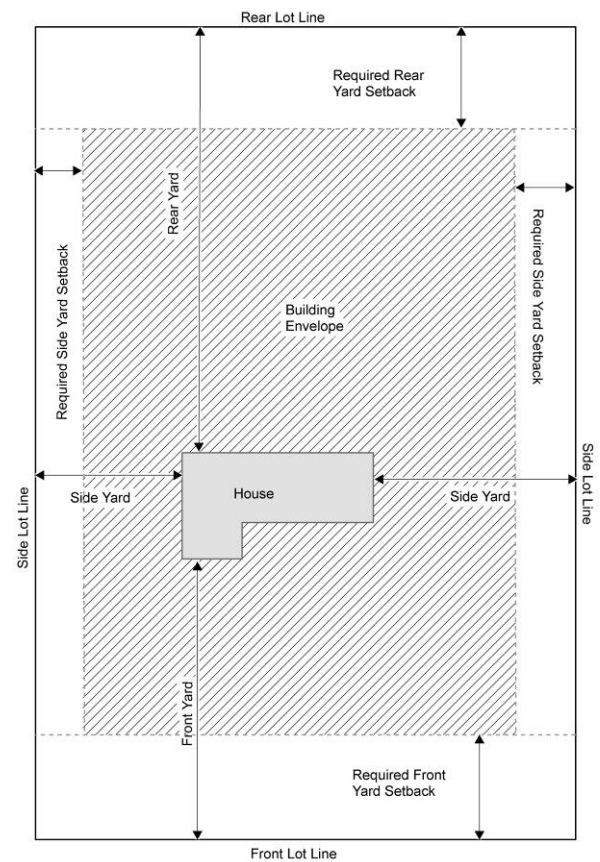 Rear Lot Line
Required Rear
Yard Setback
Rear Yard
Required Side Yard Setback
Required Side Yard Setback
Building
Envelope
Side Yard
House
Side Yard
Side Lot Line
Side Lot Line
Front Yard
Required Front
Yard Setback
Front Lot Line